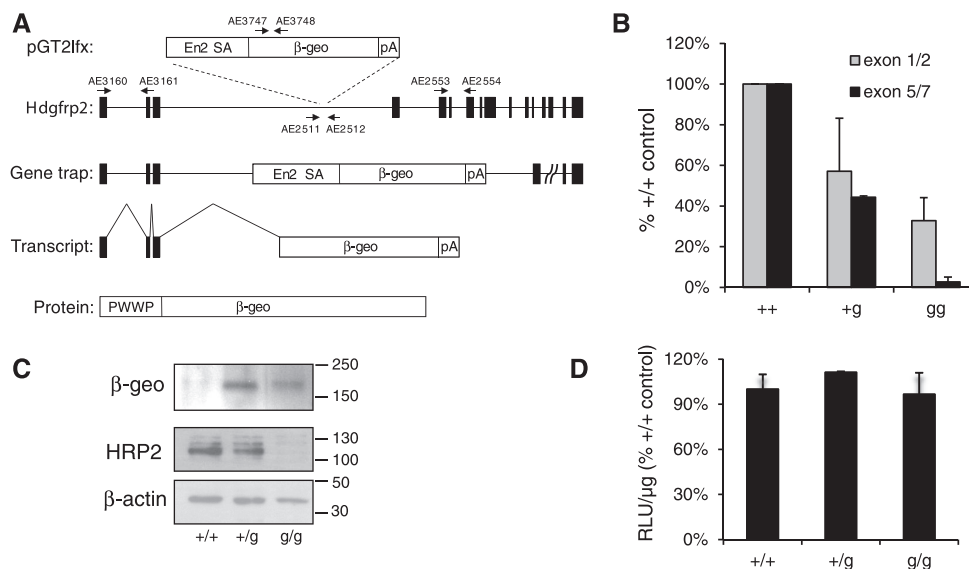 A
AE3747 AE3748
pGT2lfx:
En2 SA
β-geo
pA
AE3160
AE3161
AE2553
AE2554
Hdgfrp2:
AE2511
AE2512
Gene trap:
En2 SA
β-geo
pA
Transcript:
β-geo
pA
Protein:
PWWP
β-geo
B
120%
100%
80%
60%
40%
20%
0%
% +/+ control
exon 1/2
exon 5/7
++
+g
gg
C
β-geo
250
150
HRP2
130
100
β-actin
50
30
+/+
+/g
g/g
D
120%
90%
60%
30%
0%
RLU/µg (% +/+ control)
+/+
+/g
g/g